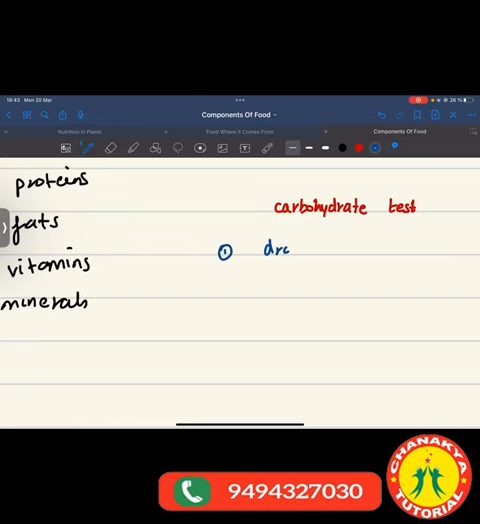 19:43 Mon 20 Mar
26 %
Components Of Food
Nutrition In Plants
Food Where It Comes From
Components Of Food
proteins
fats
vitamins
minerals
carbohydrate test
① drc
9494327030
CHANAKYA
TUTORIAL